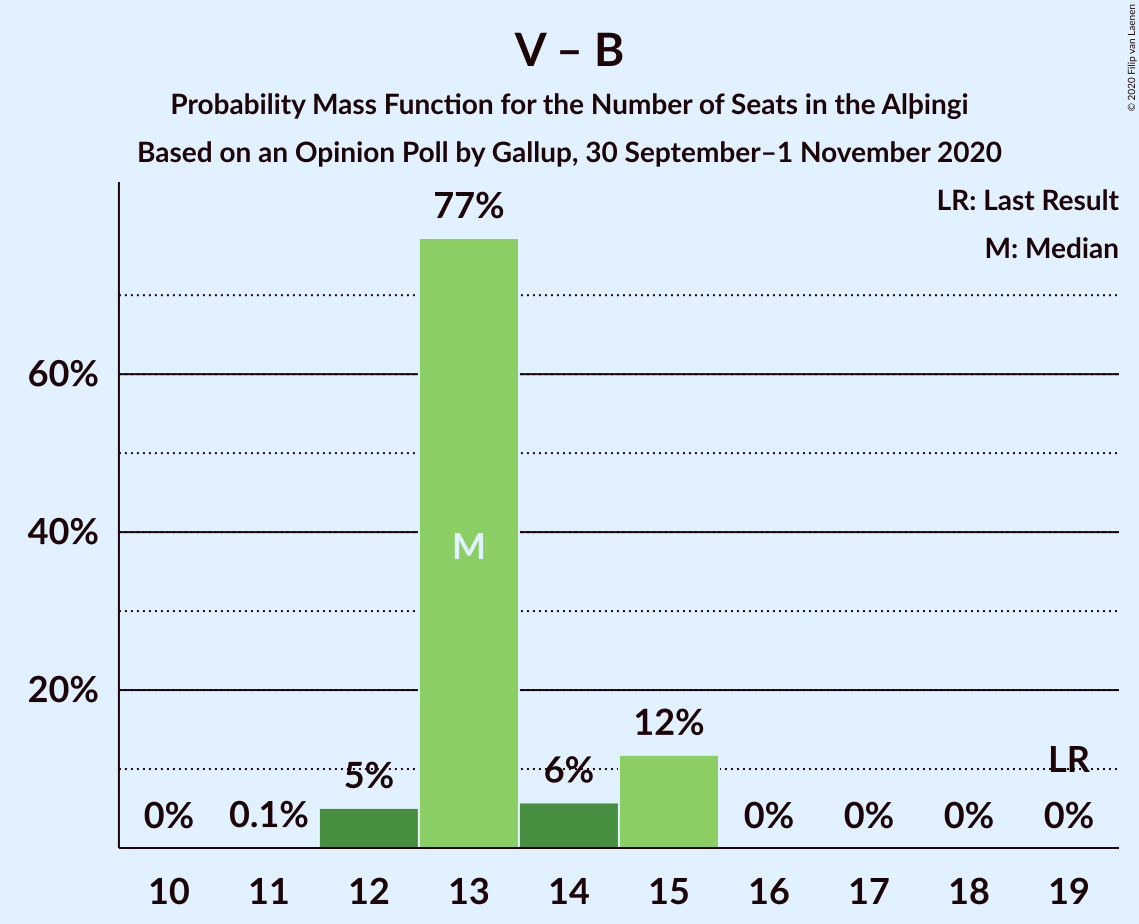 V – B
Probability Mass Function for the Number of Seats in the Alþingi
Based on an Opinion Poll by Gallup, 30 September–1 November 2020
© 2020 Filip van Laenen
LR: Last Result
M: Median
77%
60%
40%
20%
M
12%
LR
5%
6%
0%
0.1%
0%
0%
0%
0%
10 11 12 13 14 15 16 17 18 19